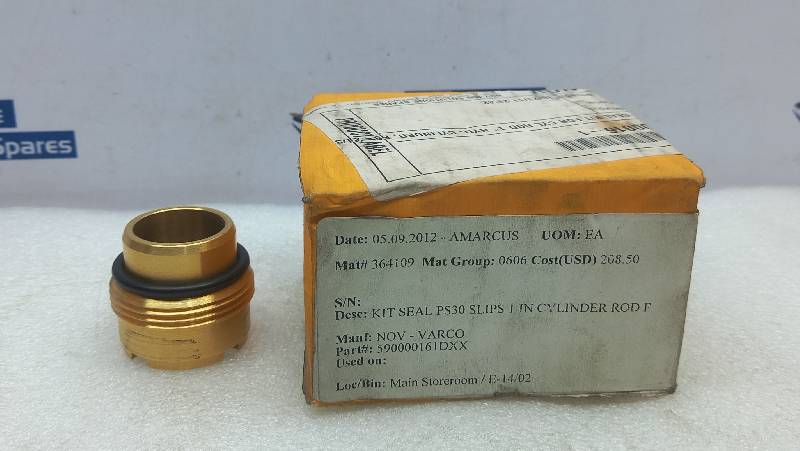 Spares
Date: 05.09.2012 - AMARCUS UOM: EA
Mat# 364109 Mat Group: 0606 Cost(USD) 208.50
S/N:
Desc: KIT SEAL PS30 SLIPS 1 IN CYLINDER ROD F
Manf: NOV - VARCO
Part#: 590000161DXX
Used on:
Loc/Bin: Main Storeroom / E-14/02